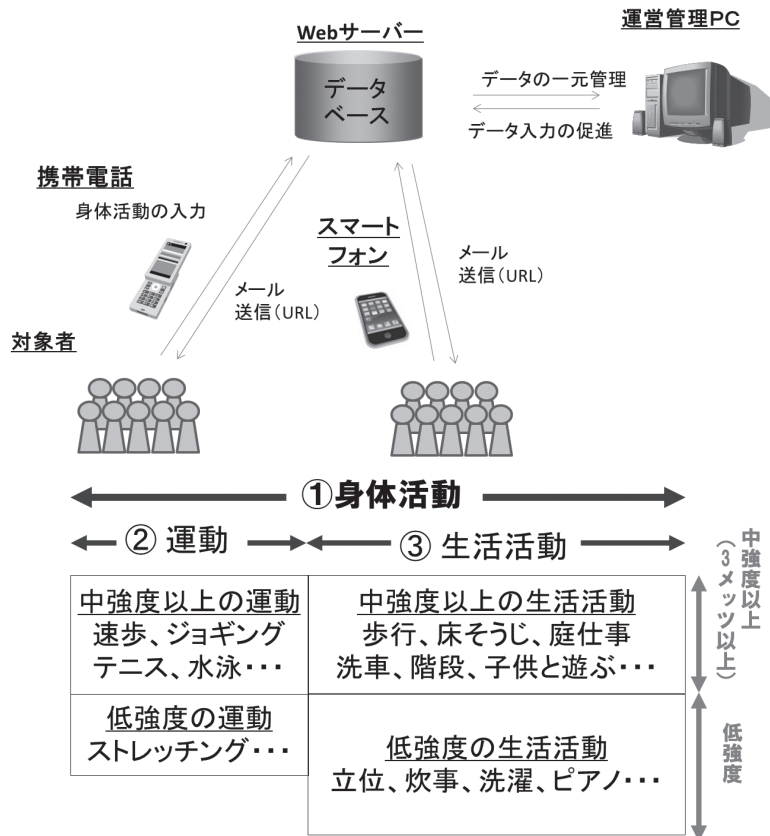 Webサーバー
運営管理PC
データ
ベース
データの一元管理
データ入力の促進
携帯電話
身体活動の入力
スマート
フォン
メール
送信(URL)
メール
送信(URL)
対象者
①身体活動
②運動
③生活活動
中強度以上の運動
速歩、ジョギング
テニス、水泳･･･
中強度以上の生活活動
歩行、床そうじ、庭仕事
洗車、階段、子供と遊ぶ･･･
中強度以上
(3メッツ以上)
低強度の運動
ストレッチング･･･
低強度の生活活動
立位、炊事、洗濯、ピアノ･･･
低強度